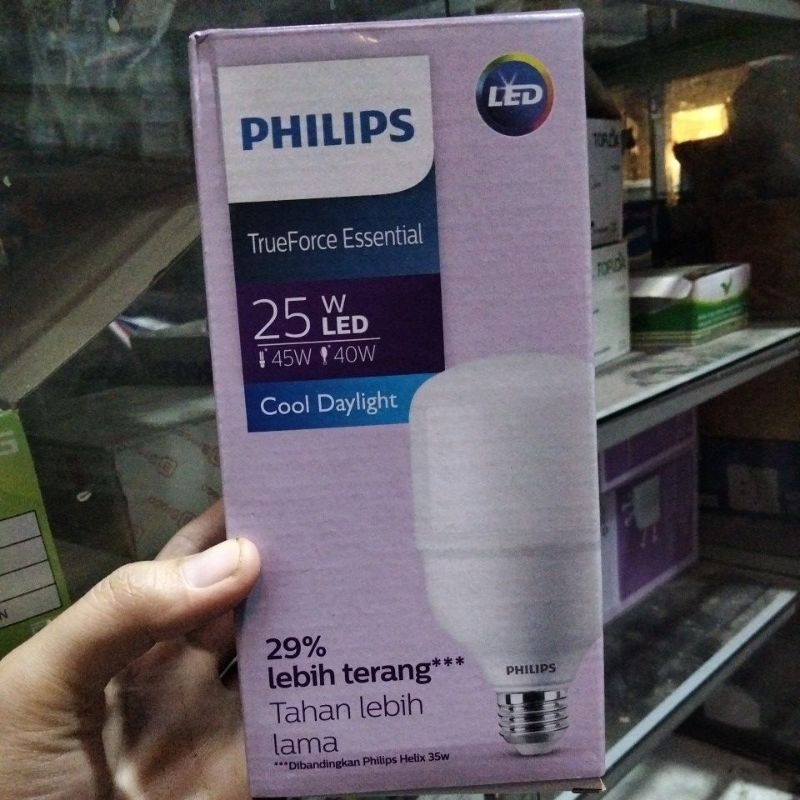 PHILIPS
LED
TrueForce Essential
25 W LED
45W 40W
Cool Daylight
PHILIPS
29%
lebih terang***
Tahan lebih
lama
***Dibandingkan Philips Helix 35w